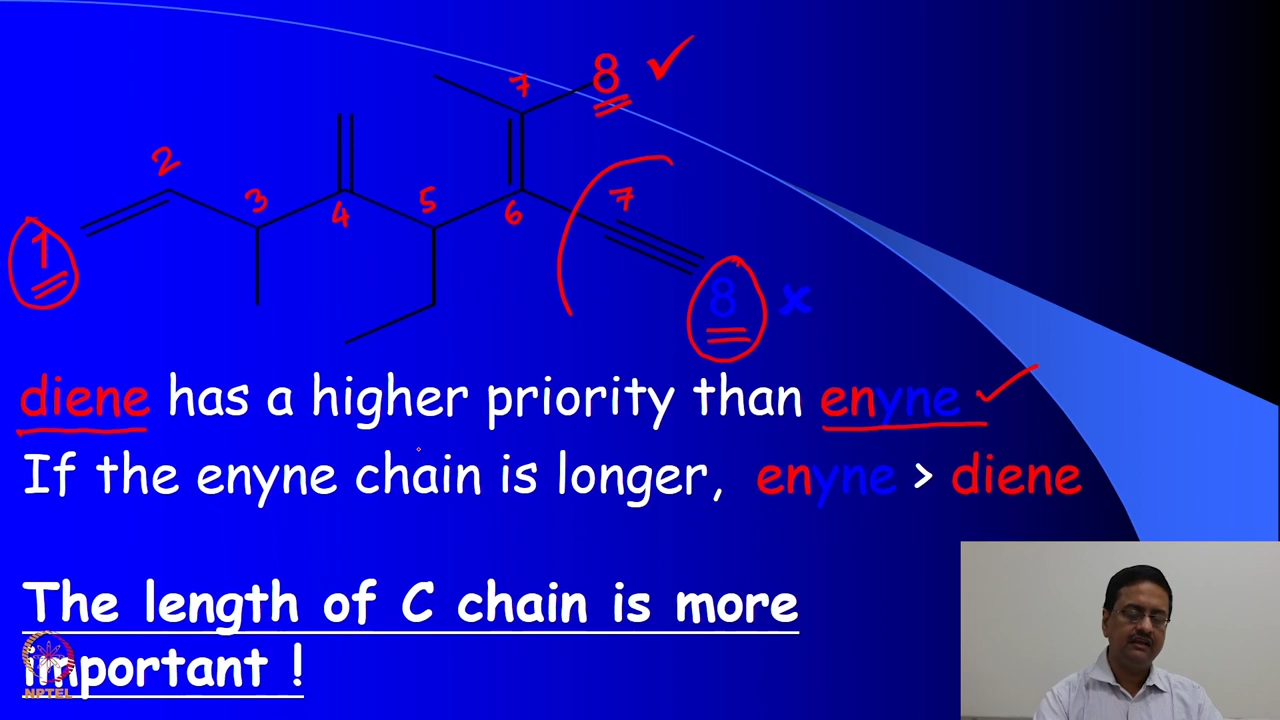 7 8 ✓
2
3 4 5 6 7
1
8 x
diene has a higher priority than enyne ✓
If the enyne chain is longer, enyne > diene
The length of C chain is more
important !
NPTEL